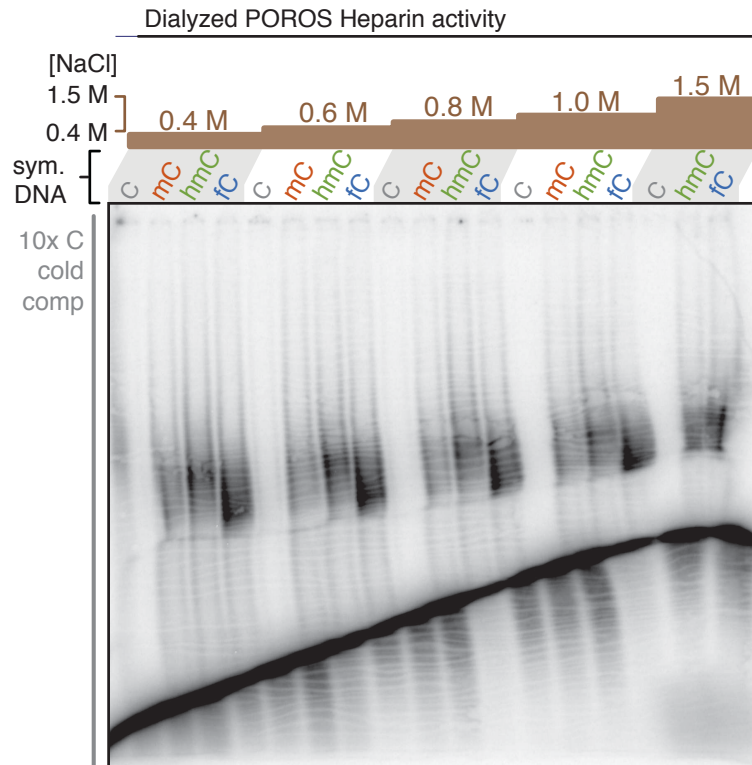 Dialyzed POROS Heparin activity
[NaCl]
1.5 M
0.4 M
0.4 M 0.6 M 0.8 M 1.0 M 1.5 M
sym.
DNA
C mC hmC fC C mC hmC fC C mC hmC fC C mC hmC fC C hmC fC
10x C
cold
comp